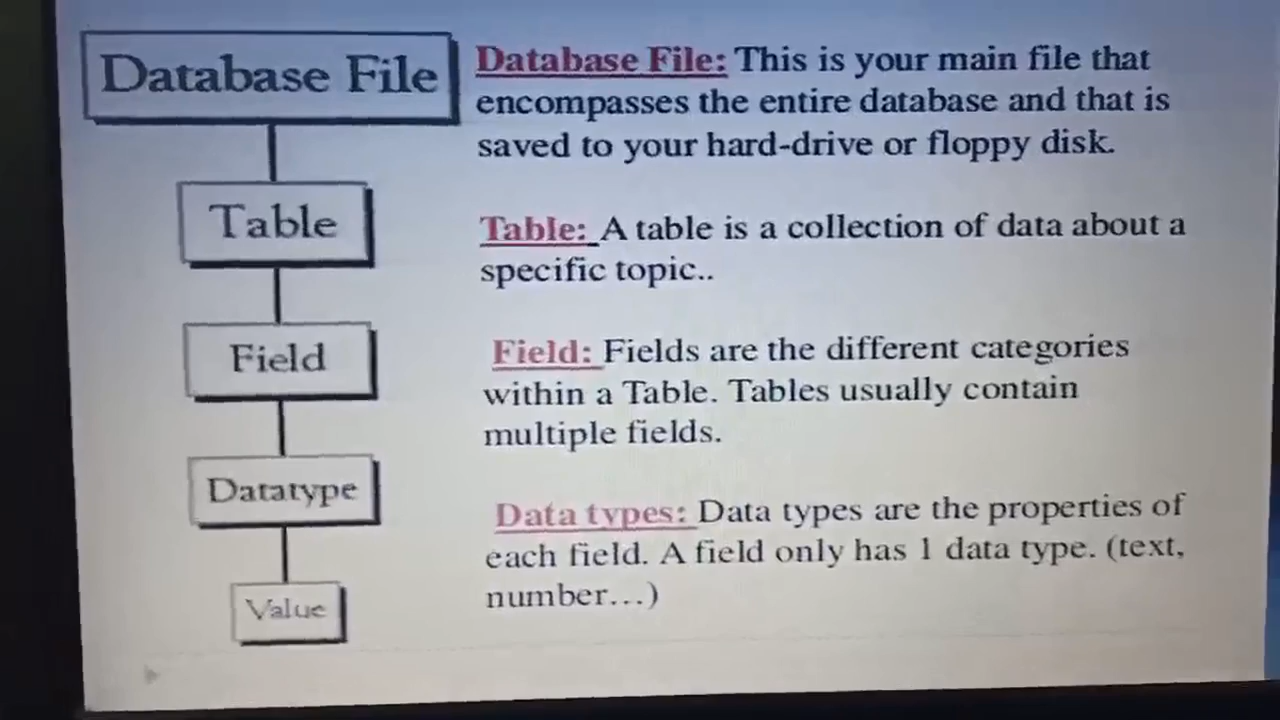 Database File
Table
Field
Datatype
Value
Database File: This is your main file that
encompasses the entire database and that is
saved to your hard-drive or floppy disk.
Table: A table is a collection of data about a
specific topic..
Field: Fields are the different categories
within a Table. Tables usually contain
multiple fields.
Data types: Data types are the properties of
each field. A field only has 1 data type. (text,
number...)